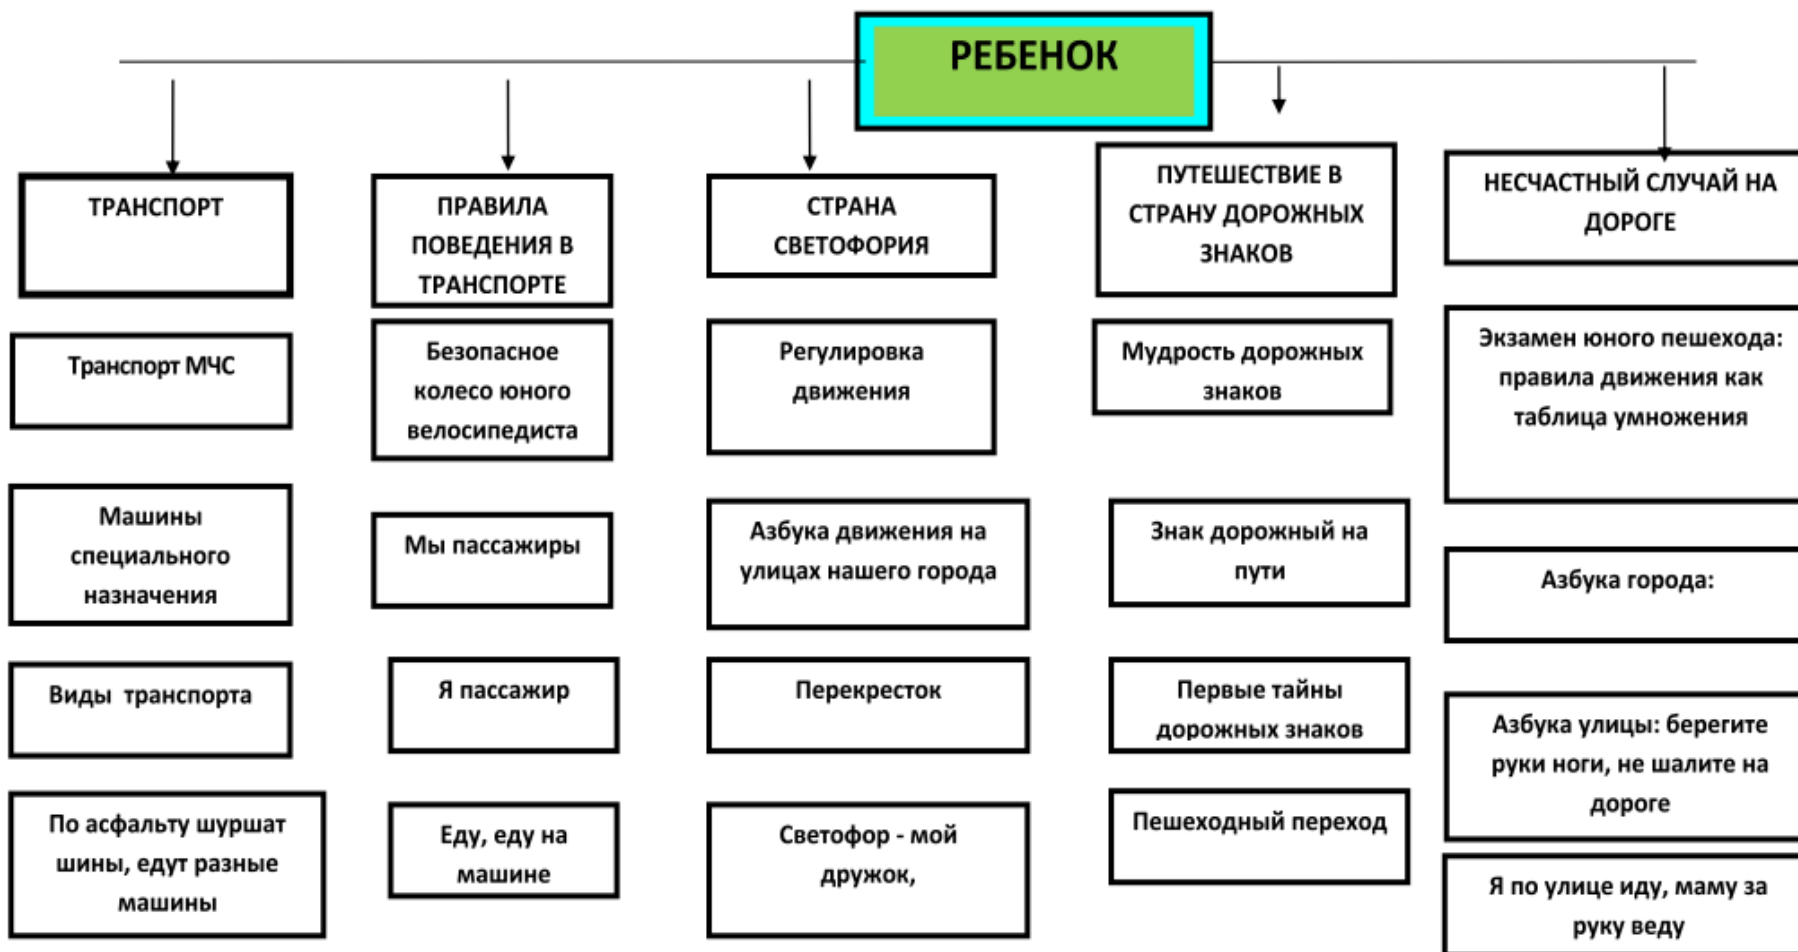 РЕБЕНОК
ТРАНСПОРТ
ПРАВИЛА
ПОВЕДЕНИЯ В
ТРАНСПОРТЕ
СТРАНА
СВЕТОФОРИЯ
ПУТЕШЕСТВИЕ В
СТРАНУ ДОРОЖНЫХ
ЗНАКОВ
НЕСЧАСТНЫЙ СЛУЧАЙ НА
ДОРОГЕ
Транспорт МЧС
Безопасное
колесо юного
велосипедиста
Регулировка
движения
Мудрость дорожных
знаков
Экзамен юного пешехода:
правила движения как
таблица умножения
Машины
специального
назначения
Мы пассажиры
Азбука движения на
улицах нашего города
Знак дорожный на
пути
Азбука города:
Виды  транспорта
Я пассажир
Перекресток
Первые тайны
дорожных знаков
Азбука улицы: берегите
руки ноги, не шалите на
дороге
По асфальту шуршат
шины, едут разные
машины
Еду, еду на
машине
Светофор - мой
дружок,
Пешеходный переход
Я по улице иду, маму за
руку веду